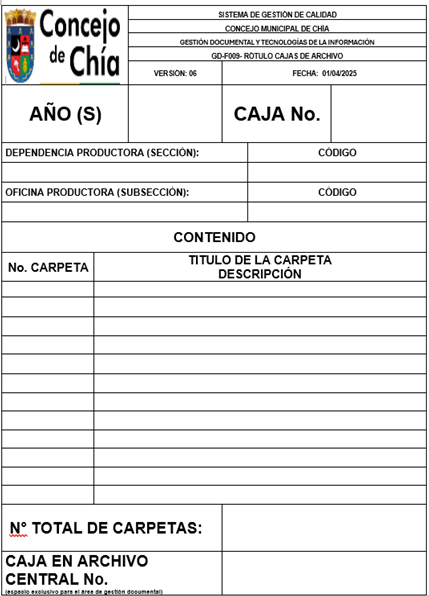 Concejo
de
Chía
SISTEMA DE GESTIÓN DE CALIDAD
CONCEJO MUNICIPAL DE CHÍA
GESTIÓN DOCUMENTAL Y TECNOLOGÍAS DE LA INFORMACIÓN
GD-F009- ROTULO CAJAS DE ARCHIVO
VERSION: 06 FECHA: 01/04/2025
AÑO (S) CAJA No.
DEPENDENCIA PRODUCTORA (SECCIÓN): CÓDIGO
OFICINA PRODUCTORA (SUBSECCIÓN): CÓDIGO
CONTENIDO
No. CARPETA TITULO DE LA CARPETA
DESCRIPCIÓN
N° TOTAL DE CARPETAS:
CAJA EN ARCHIVO
CENTRAL No.
(espacio exclusivo para el área de gestión documental)